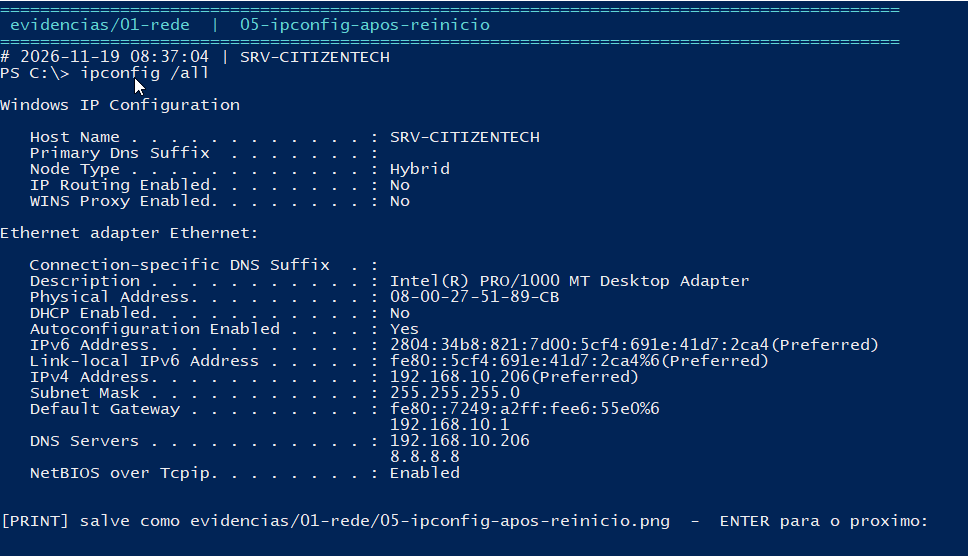 ==========================================================================================
 evidencias/01-rede  |  05-ipconfig-apos-reinicio
==========================================================================================
# 2026-11-19 08:37:04 | SRV-CITIZENTECH
PS C:\> ipconfig /all
Windows IP Configuration
   Host Name . . . . . . . . . . . . : SRV-CITIZENTECH
   Primary Dns Suffix  . . . . . . . :
   Node Type . . . . . . . . . . . . : Hybrid
   IP Routing Enabled. . . . . . . . : No
   WINS Proxy Enabled. . . . . . . . : No
Ethernet adapter Ethernet:
   Connection-specific DNS Suffix  . :
   Description . . . . . . . . . . . : Intel(R) PRO/1000 MT Desktop Adapter
   Physical Address. . . . . . . . . : 08-00-27-51-89-CB
   DHCP Enabled. . . . . . . . . . . : No
   Autoconfiguration Enabled . . . . : Yes
   IPv6 Address. . . . . . . . . . . : 2804:34b8:821:7d00:5cf4:691e:41d7:2ca4(Preferred)
   Link-local IPv6 Address . . . . . : fe80::5cf4:691e:41d7:2ca4%6(Preferred)
   IPv4 Address. . . . . . . . . . . : 192.168.10.206(Preferred)
   Subnet Mask . . . . . . . . . . . : 255.255.255.0
   Default Gateway . . . . . . . . . : fe80::7249:a2ff:fee6:55e0%6
                                       192.168.10.1
   DNS Servers . . . . . . . . . . . : 192.168.10.206
                                       8.8.8.8
   NetBIOS over Tcpip. . . . . . . . : Enabled
[PRINT] salve como evidencias/01-rede/05-ipconfig-apos-reinicio.png  -  ENTER para o proximo: